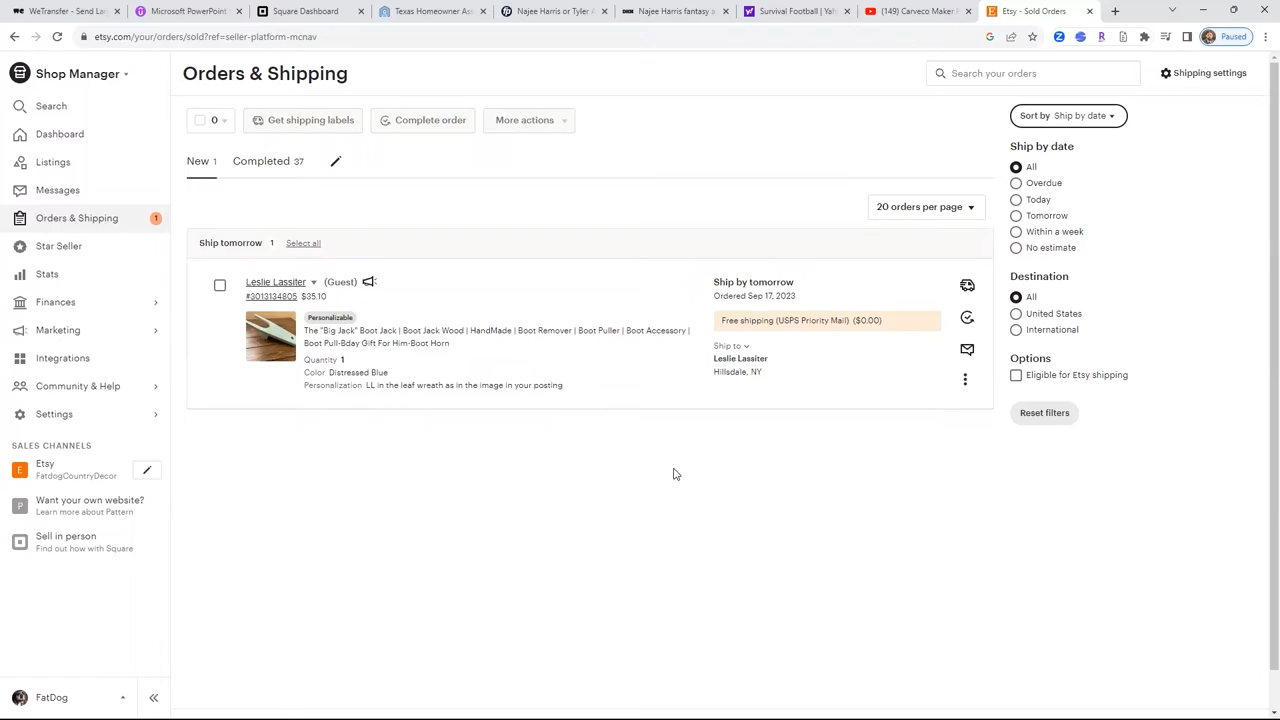 WeTransfer - Send Larg
Microsoft PowerPoint
Square Dashboard
Texas Homeowner Ass
Najee Harris or Tyler A
Najee Harris fantasy a
Survival Football | Yah
(149) Carveco Maker F
Etsy - Sold Orders
etsy.com/your/orders/sold?ref=seller-platform-mcnav
Paused
Shop Manager
Search
Dashboard
Listings
Messages
Orders & Shipping 1
Star Seller
Stats
Finances
Marketing
Integrations
Community & Help
Settings
SALES CHANNELS
E Etsy
FatdogCountryDecor
P Want your own website?
Learn more about Pattern
Sell in person
Find out how with Square
FatDog
Orders & Shipping
Search your orders
Shipping settings
0
Get shipping labels
Complete order
More actions
New 1
Completed 37
20 orders per page
Ship tomorrow 1 Select all
Leslie Lassiter (Guest)
#3013134805 $35.10
Personalizable
The "Big Jack" Boot Jack | Boot Jack Wood | HandMade | Boot Remover | Boot Puller | Boot Accessory |
Boot Pull-Bday Gift For Him-Boot Horn
Quantity 1
Color Distressed Blue
Personalization LL in the leaf wreath as in the image in your posting
Ship by tomorrow
Ordered Sep 17, 2023
Free shipping (USPS Priority Mail) ($0.00)
Ship to
Leslie Lassiter
Hillsdale, NY
Sort by Ship by date
Ship by date
All
Overdue
Today
Tomorrow
Within a week
No estimate
Destination
All
United States
International
Options
Eligible for Etsy shipping
Reset filters